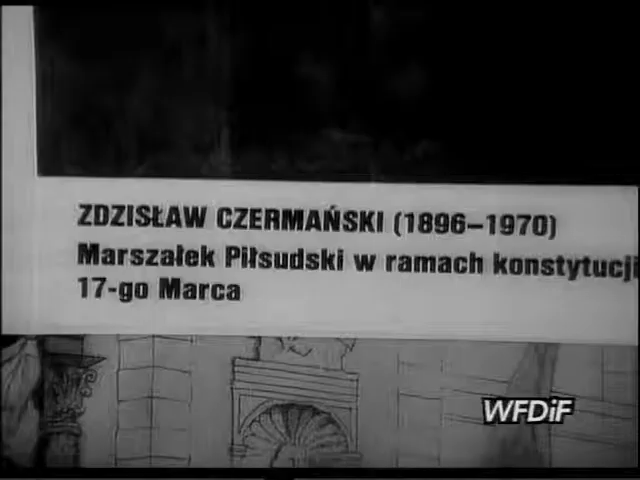 ZDZISŁAW CZERMAŃSKI (1896–1970)
Marszałek Piłsudski w ramach konstytucji
17-go Marca
WFDiF